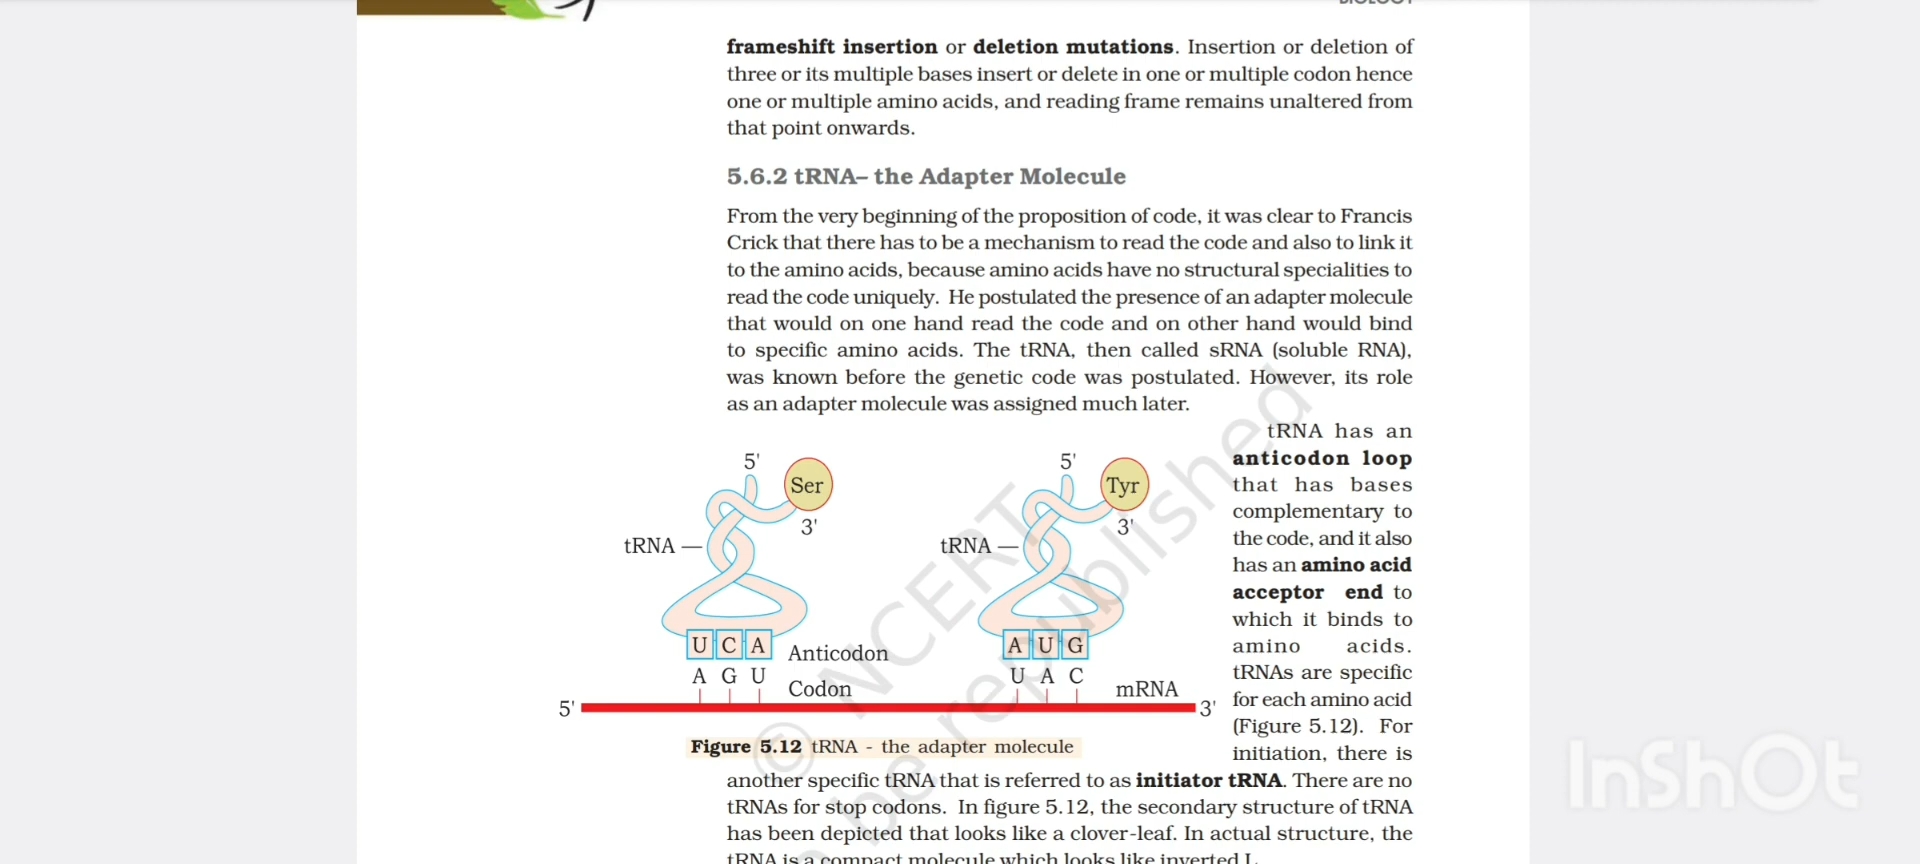 BIOLOGY
frameshift insertion or deletion mutations. Insertion or deletion of
three or its multiple bases insert or delete in one or multiple codon hence
one or multiple amino acids, and reading frame remains unaltered from
that point onwards.
5.6.2 tRNA– the Adapter Molecule
From the very beginning of the proposition of code, it was clear to Francis
Crick that there has to be a mechanism to read the code and also to link it
to the amino acids, because amino acids have no structural specialities to
read the code uniquely. He postulated the presence of an adapter molecule
that would on one hand read the code and on other hand would bind
to specific amino acids. The tRNA, then called sRNA (soluble RNA),
was known before the genetic code was postulated. However, its role
as an adapter molecule was assigned much later.
tRNA has an
anticodon loop
that has bases
complementary to
the code, and it also
has an amino acid
acceptor end to
which it binds to
amino acids.
tRNAs are specific
for each amino acid
(Figure 5.12). For
initiation, there is
5' Ser 5' Tyr
3' 3'
tRNA tRNA
U C A Anticodon A U G
A G U Codon U A C mRNA
5' 3'
Figure 5.12 tRNA - the adapter molecule
another specific tRNA that is referred to as initiator tRNA. There are no
tRNAs for stop codons. In figure 5.12, the secondary structure of tRNA
has been depicted that looks like a clover-leaf. In actual structure, the
tRNA is a compact molecule which looks like inverted L.
© NCERT
be republished
InShOt